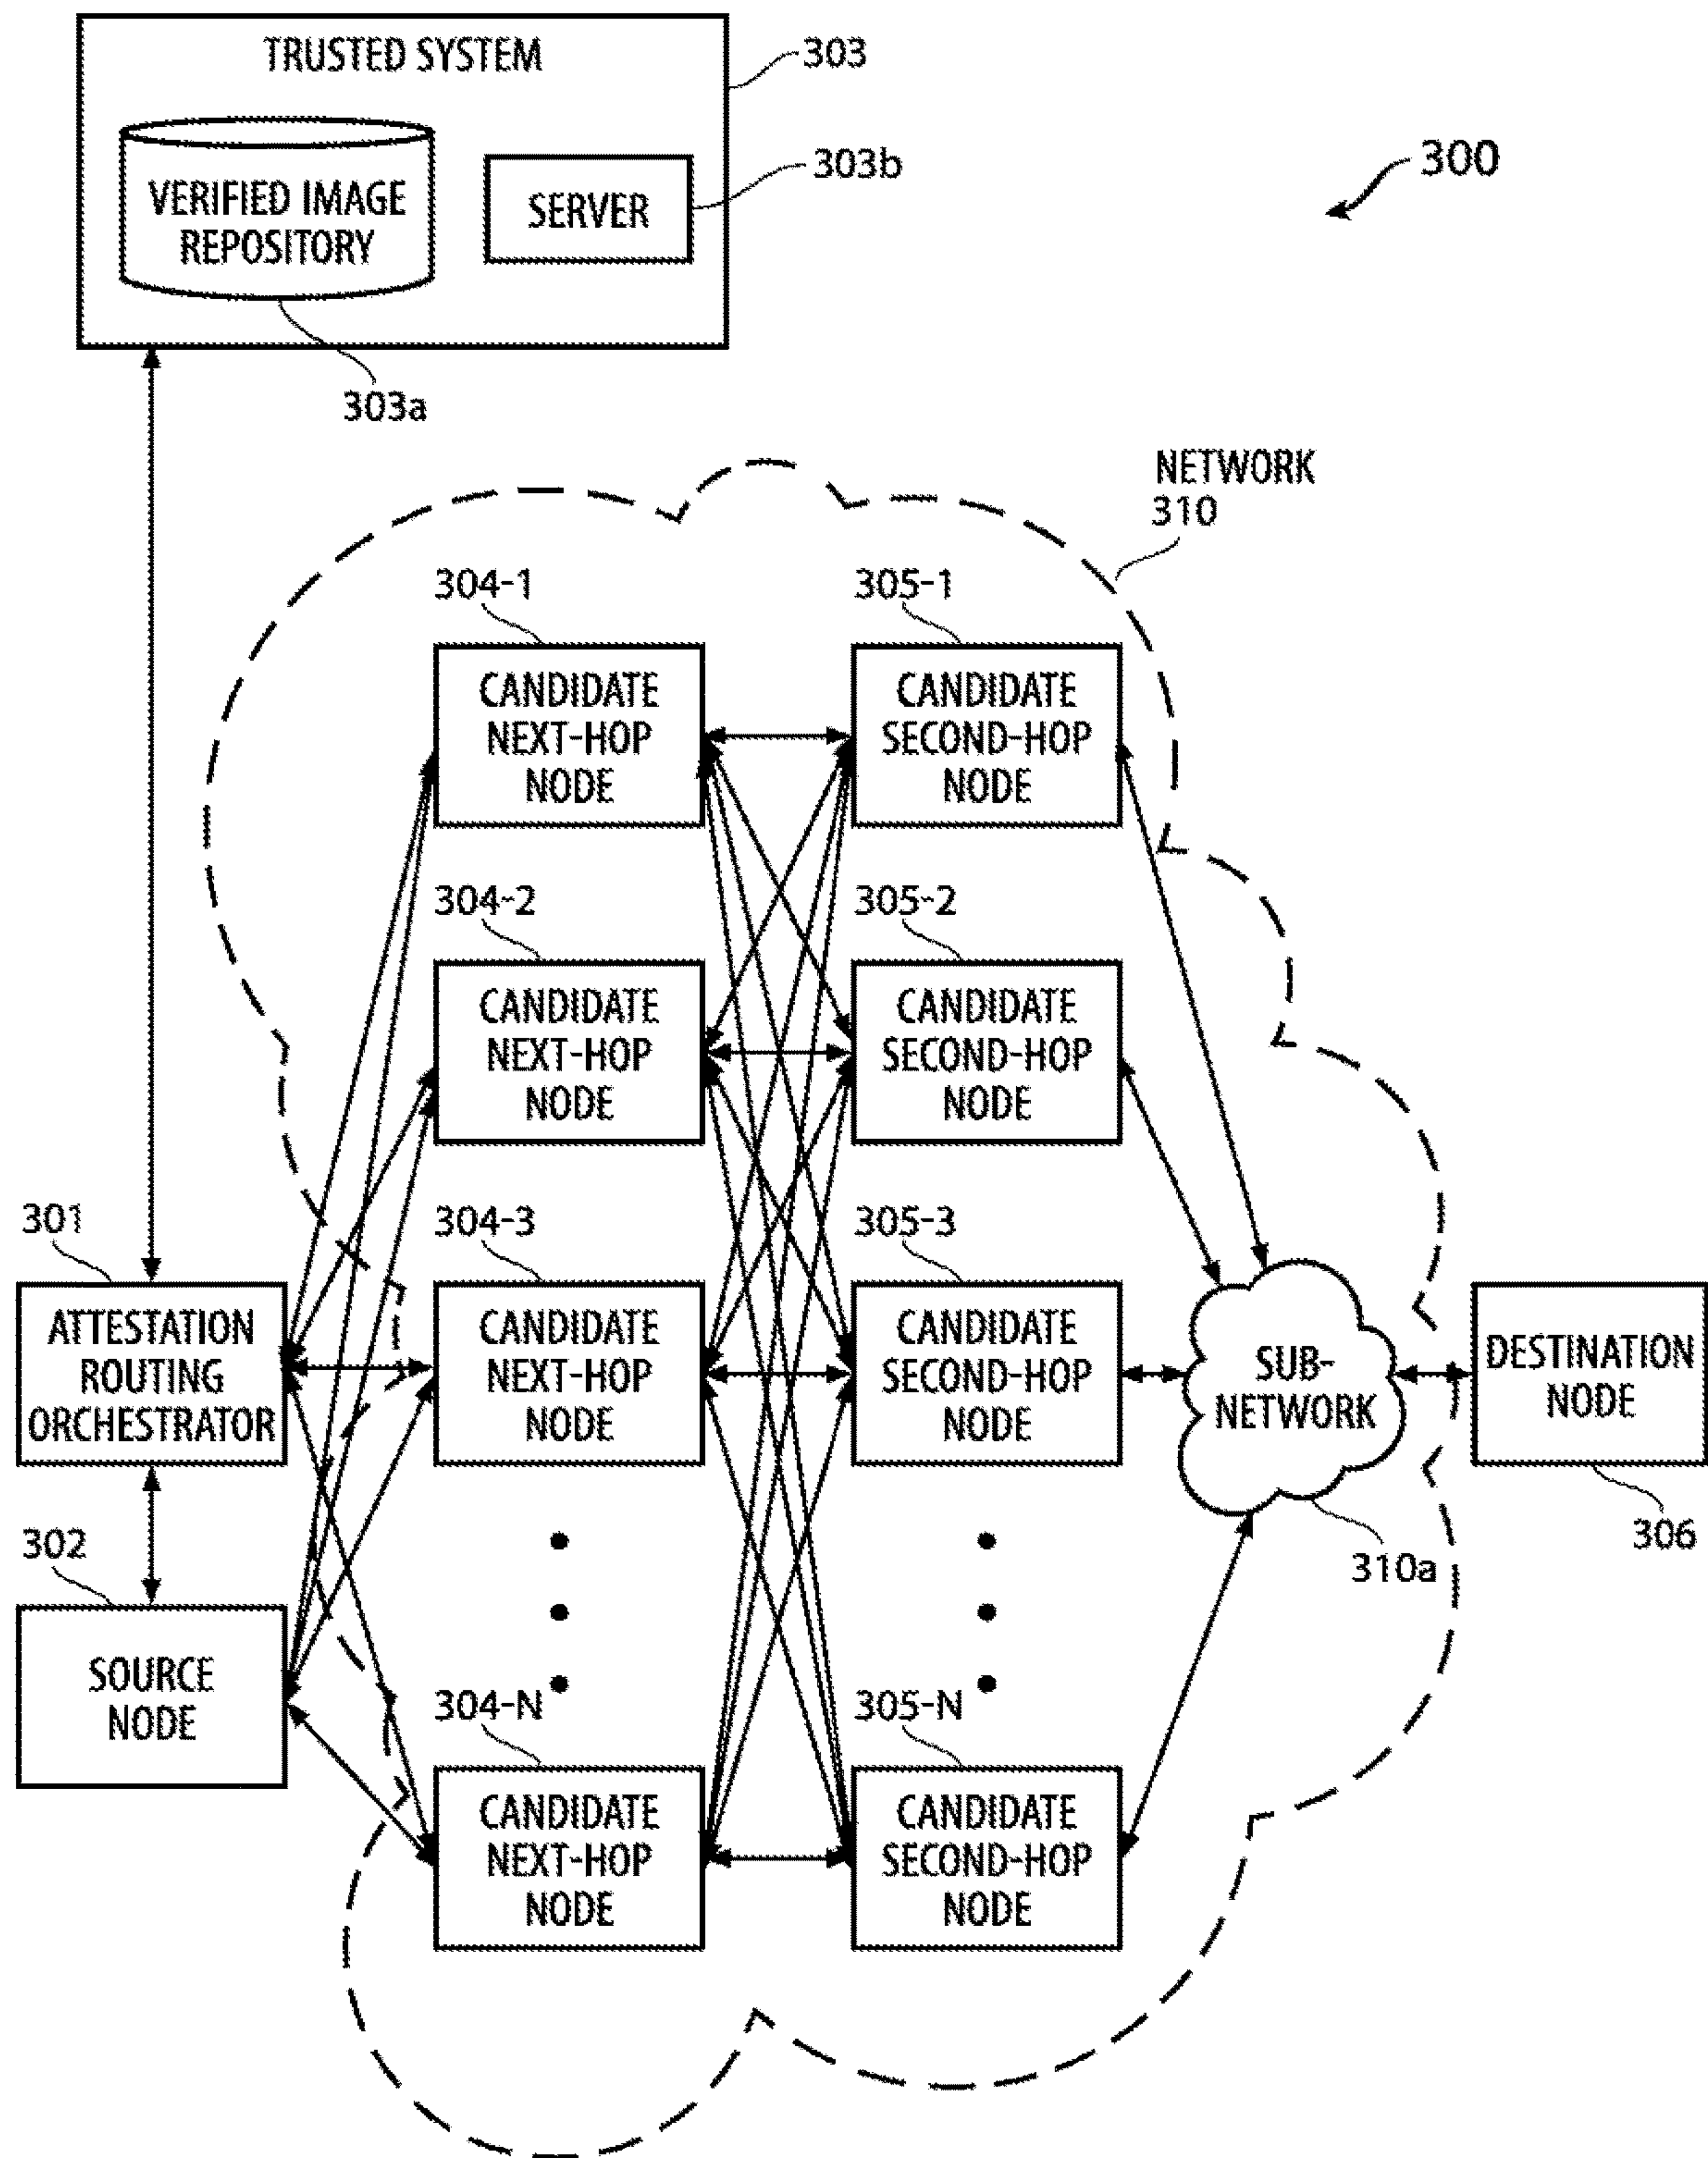 TRUSTED SYSTEM
303
VERIFIED IMAGE
REPOSITORY
SERVER
303b
303a
300
NETWORK
310
304-1
305-1
CANDIDATE
NEXT-HOP
NODE
CANDIDATE
SECOND-HOP
NODE
304-2
305-2
CANDIDATE
NEXT-HOP
NODE
CANDIDATE
SECOND-HOP
NODE
301
304-3
305-3
ATTESTATION
ROUTING
ORCHESTRATOR
CANDIDATE
NEXT-HOP
NODE
CANDIDATE
SECOND-HOP
NODE
SUB-
NETWORK
DESTINATION
NODE
302
310a
306
SOURCE
NODE
304-N
305-N
CANDIDATE
NEXT-HOP
NODE
CANDIDATE
SECOND-HOP
NODE